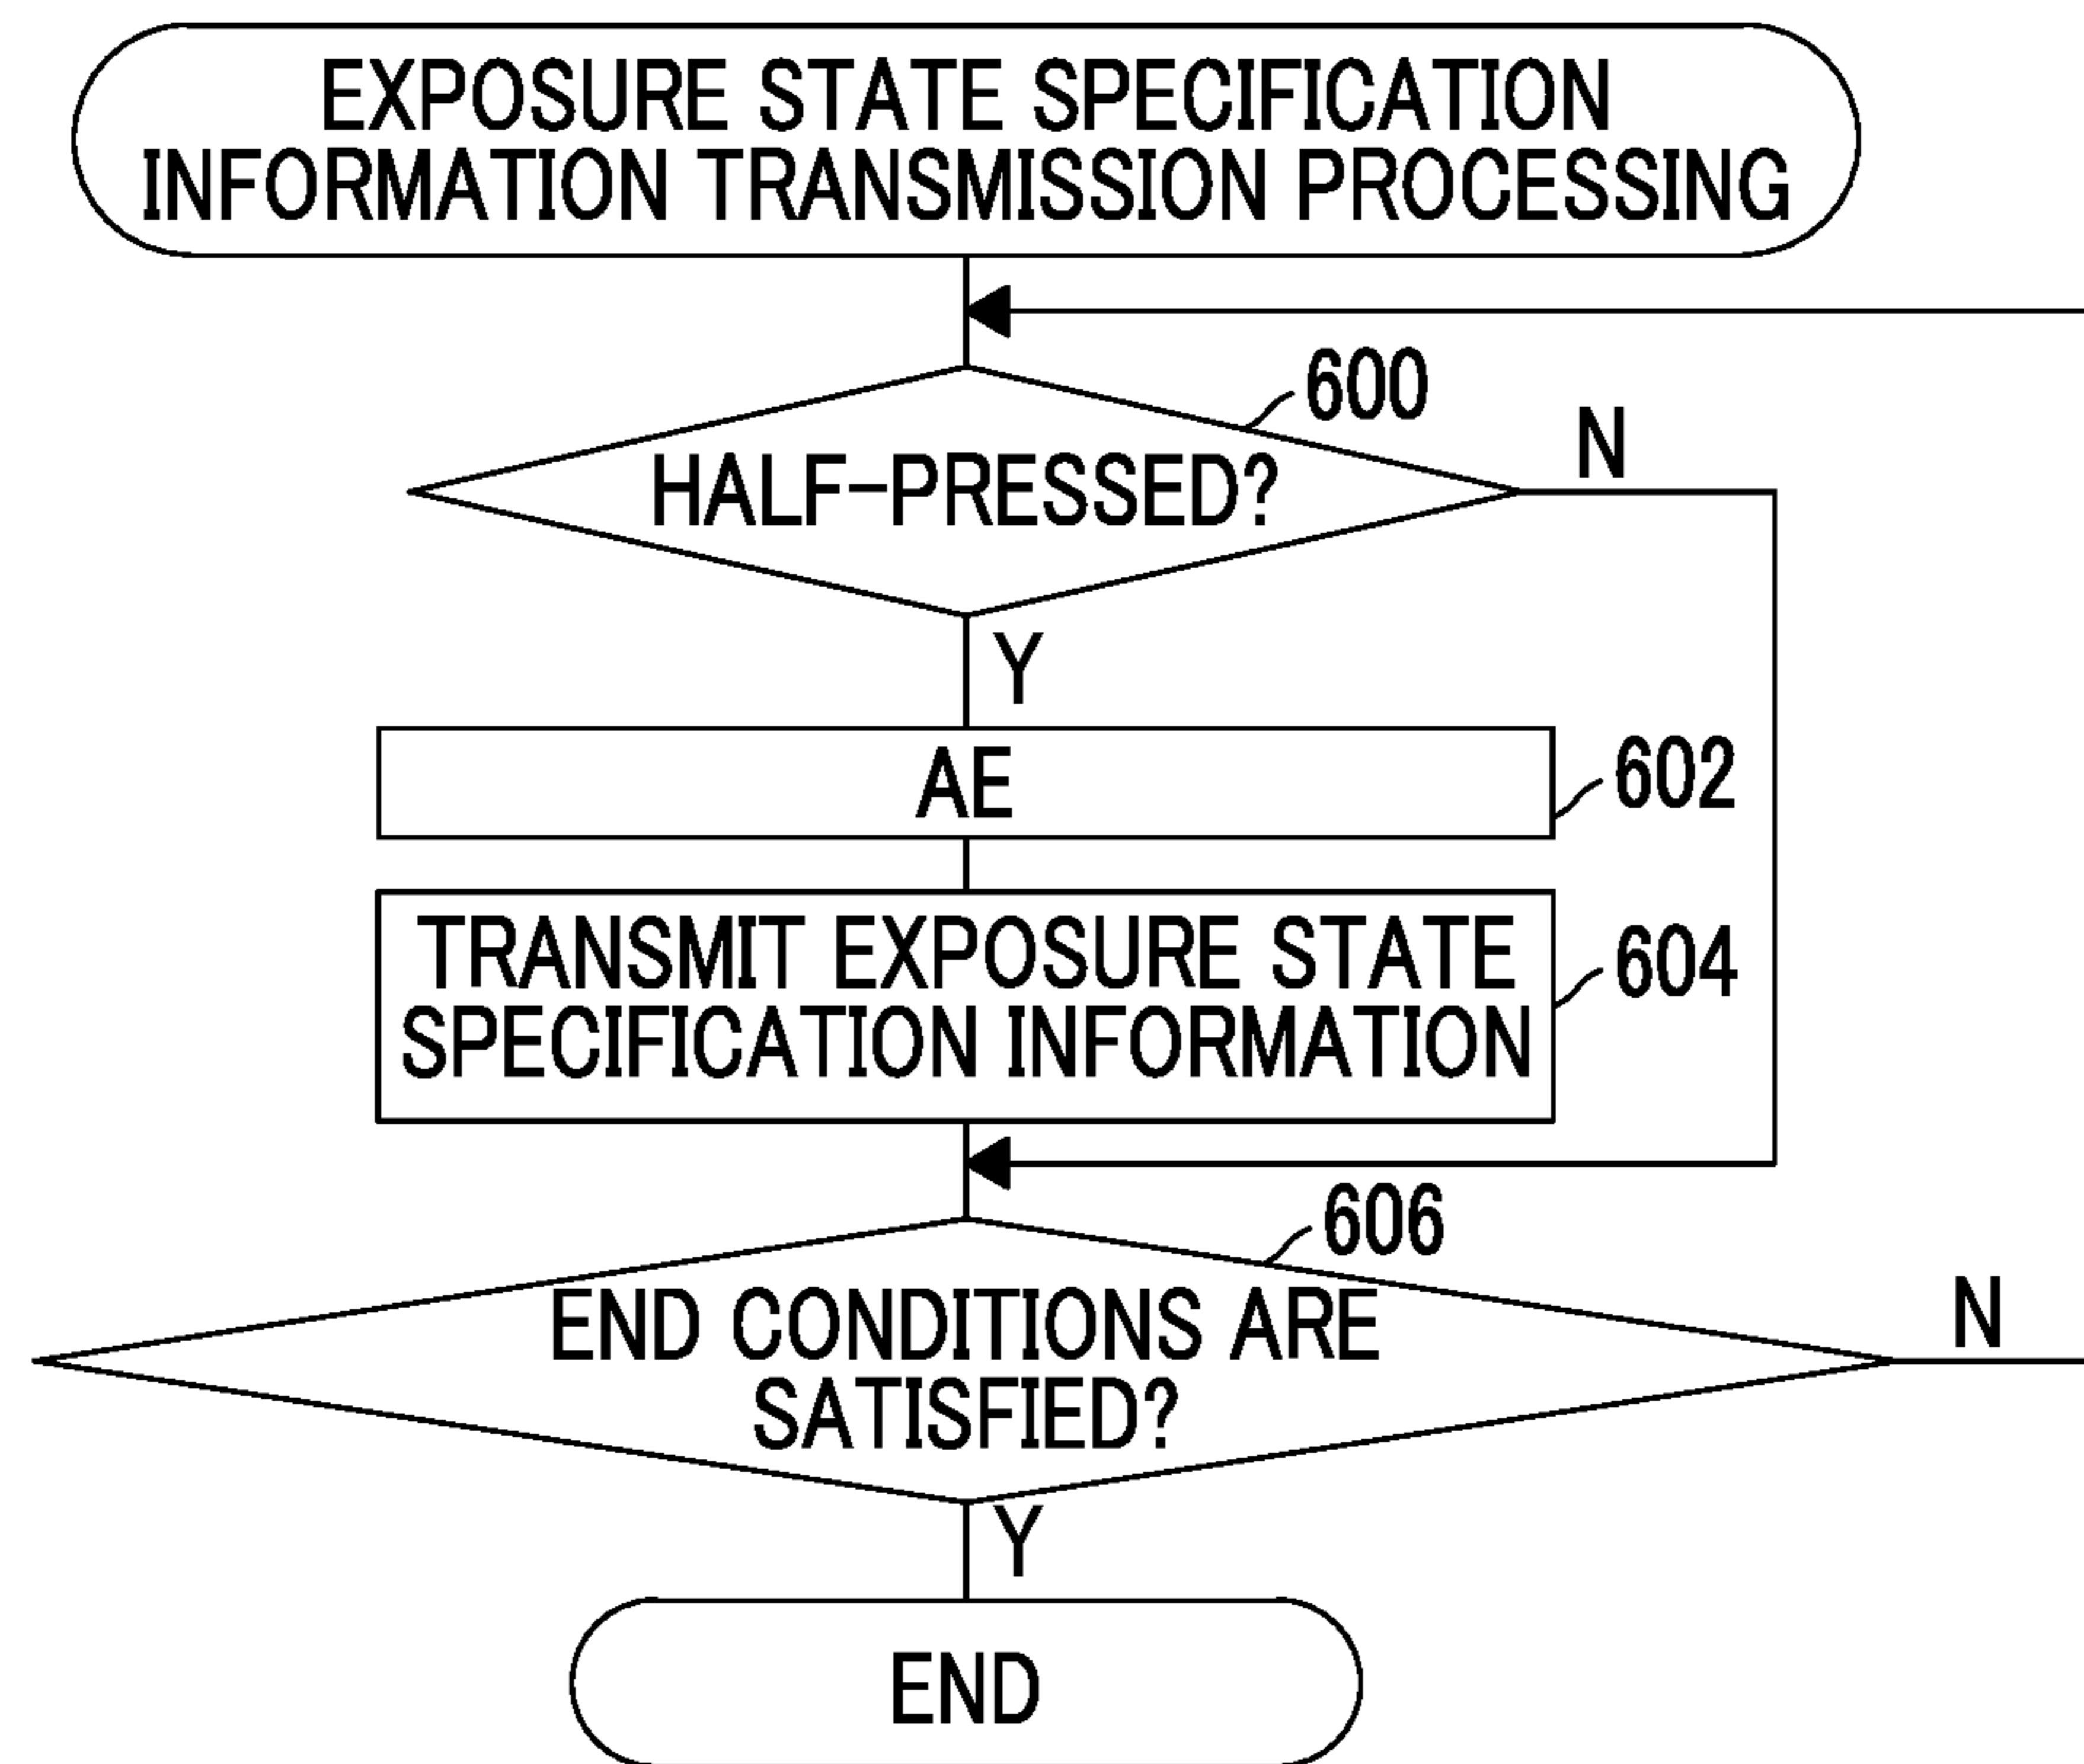 EXPOSURE STATE SPECIFICATION
INFORMATION TRANSMISSION PROCESSING
600
N
HALF-PRESSED?
Y
AE
602
TRANSMIT EXPOSURE STATE
SPECIFICATION INFORMATION
604
606
N
END CONDITIONS ARE
SATISFIED?
Y
END